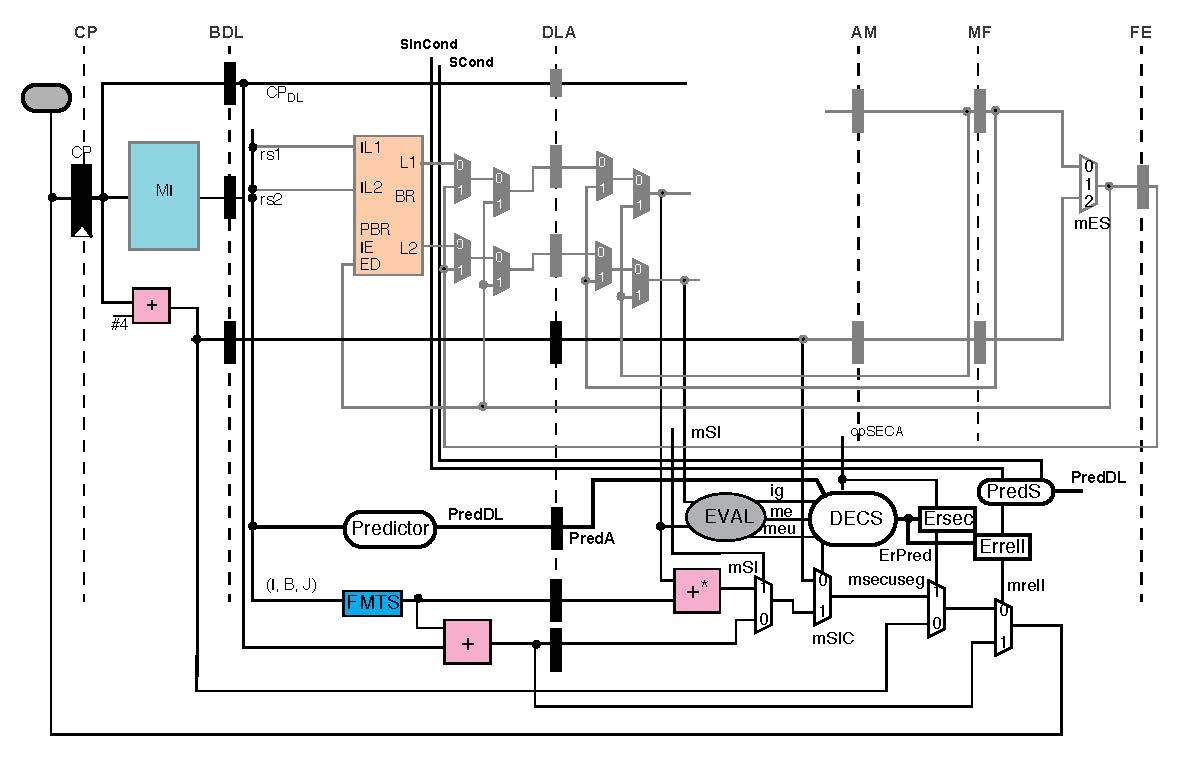 CP BDL DLA AM MF FE
SInCond
SCond
CP_DL
CP
MI
rs1
rs2
IL1
IL2
PBR
IE
ED
L1
BR
L2
0
1
0
1
0
1
0
1
0
1
0
1
0
1
0
1
0
1
2
mES
+
#4
mSI
opSECA
PredDL
PredS
Predictor
PredDL
PredA
EVAL
ig
me
meu
DECS
Ersec
Errell
ErPred
(I, B, J)
FMTS
+*
mSI
1
0
0
1
mSIC
msecuseg
1
0
mrell
0
1
+